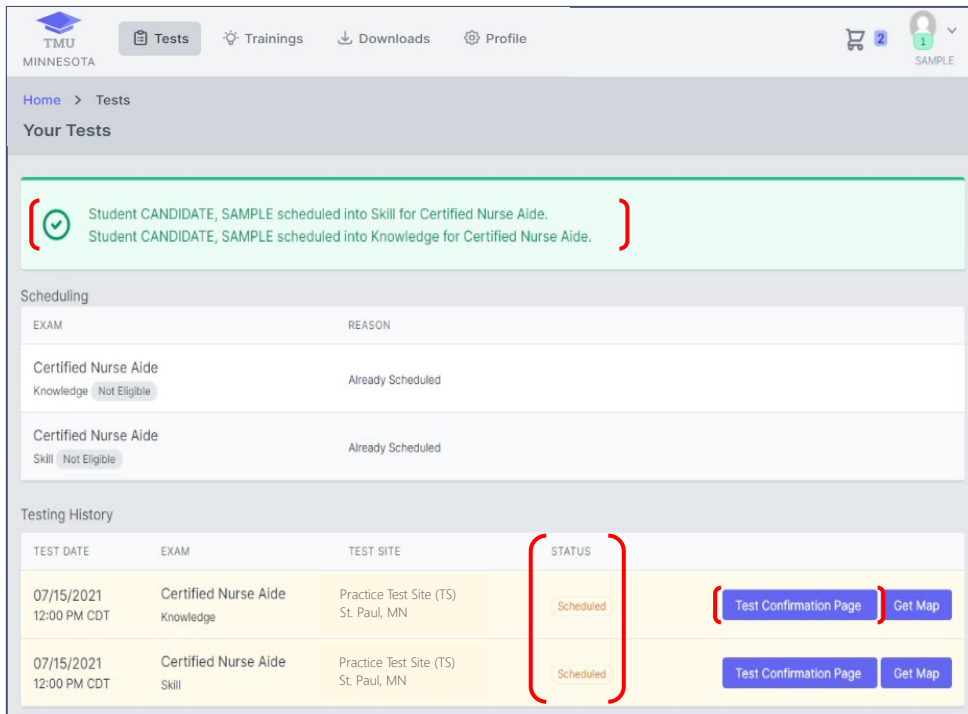 TMU
MINNESOTA
Tests Trainings Downloads Profile
2
1
SAMPLE
Home > Tests
Your Tests
Student CANDIDATE, SAMPLE scheduled into Skill for Certified Nurse Aide.
Student CANDIDATE, SAMPLE scheduled into Knowledge for Certified Nurse Aide.
Scheduling
EXAM REASON
Certified Nurse Aide
Knowledge Not Eligible
Already Scheduled
Certified Nurse Aide
Skill Not Eligible
Already Scheduled
Testing History
TEST DATE EXAM TEST SITE STATUS
07/15/2021 Certified Nurse Aide Practice Test Site (TS)
12:00 PM CDT Knowledge St. Paul, MN
Scheduled Test Confirmation Page Get Map
07/15/2021 Certified Nurse Aide Practice Test Site (TS)
12:00 PM CDT Skill St. Paul, MN
Scheduled Test Confirmation Page Get Map